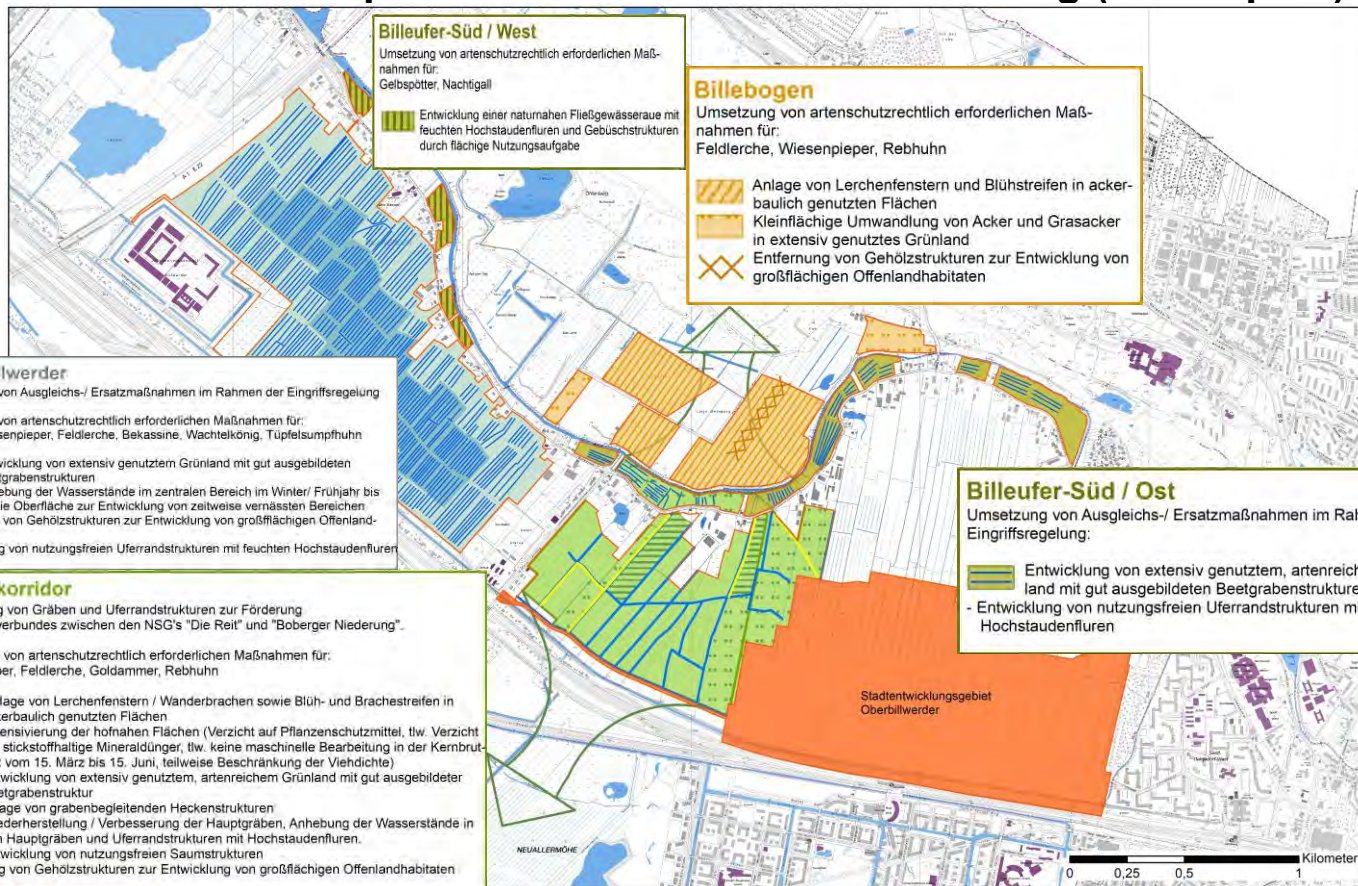 Billeufer-Süd / West
Umsetzung von artenschutzrechtlich erforderlichen Maß-
nahmen für:
Gelbspötter, Nachtigall
Entwicklung einer naturnahen Fließgewässeraue mit
feuchten Hochstaudenfluren und Gebüschstrukturen
durch flächige Nutzungsaufgabe
Billebogen
Umsetzung von artenschutzrechtlich erforderlichen Maß-
nahmen für:
Feldlerche, Wiesenpieper, Rebhuhn
Anlage von Lerchenfenstern und Blühstreifen in acker-
baulich genutzten Flächen
Kleinflächige Umwandlung von Acker und Grasacker
in extensiv genutztes Grünland
Entfernung von Gehölzstrukturen zur Entwicklung von
großflächigen Offenlandhabitaten
llwerder
von Ausgleichs-/ Ersatzmaßnahmen im Rahmen der Eingriffsregelung
von artenschutzrechtlich erforderlichen Maßnahmen für:
senpieper, Feldlerche, Bekassine, Wachtelkönig, Tüpfelsumpfhuhn
wicklung von extensiv genutztem Grünland mit gut ausgebildeten
etgrabenstrukturen
ebung der Wasserstände im zentralen Bereich im Winter/ Frühjahr bis
ie Oberfläche zur Entwicklung von zeitweise vernässten Bereichen
von Gehölzstrukturen zur Entwicklung von großflächigen Offenland-
g von nutzungsfreien Uferrandstrukturen mit feuchten Hochstaudenfluren
korridor
g von Gräben und Uferrandstrukturen zur Förderung
verbundes zwischen den NSG's "Die Reit" und "Boberger Niederung".
von artenschutzrechtlich erforderlichen Maßnahmen für:
per, Feldlerche, Goldammer, Rebhuhn
lage von Lerchenfenstern / Wanderbrachen sowie Blüh- und Brachestreifen in
kerbaulich genutzten Flächen
ensivierung der hofnahen Flächen (Verzicht auf Pflanzenschutzmittel, tlw. Verzicht
stickstoffhaltige Mineraldünger, tlw. keine maschinelle Bearbeitung in der Kernbrut-
t vom 15. März bis 15. Juni, teilweise Beschränkung der Viehdichte)
wicklung von extensiv genutztem, artenreichem Grünland mit gut ausgebildeter
etgrabenstruktur
lage von grabenbegleitenden Heckenstrukturen
ederherstellung / Verbesserung der Hauptgräben, Anhebung der Wasserstände in
n Hauptgräben und Uferrandstrukturen mit Hochstaudenfluren.
twicklung von nutzungsfreien Saumstrukturen
g von Gehölzstrukturen zur Entwicklung von großflächigen Offenlandhabitaten
Billeufer-Süd / Ost
Umsetzung von Ausgleichs-/ Ersatzmaßnahmen im Rah
Eingriffsregelung:
Entwicklung von extensiv genutztem, artenreich
land mit gut ausgebildeten Beetgrabenstrukture
- Entwicklung von nutzungsfreien Uferrandstrukturen m
Hochstaudenfluren
Stadtentwicklungsgebiet
Oberbillwerder
NEUALLERMÖHE
Kilometer
0 0,25 0,5 1